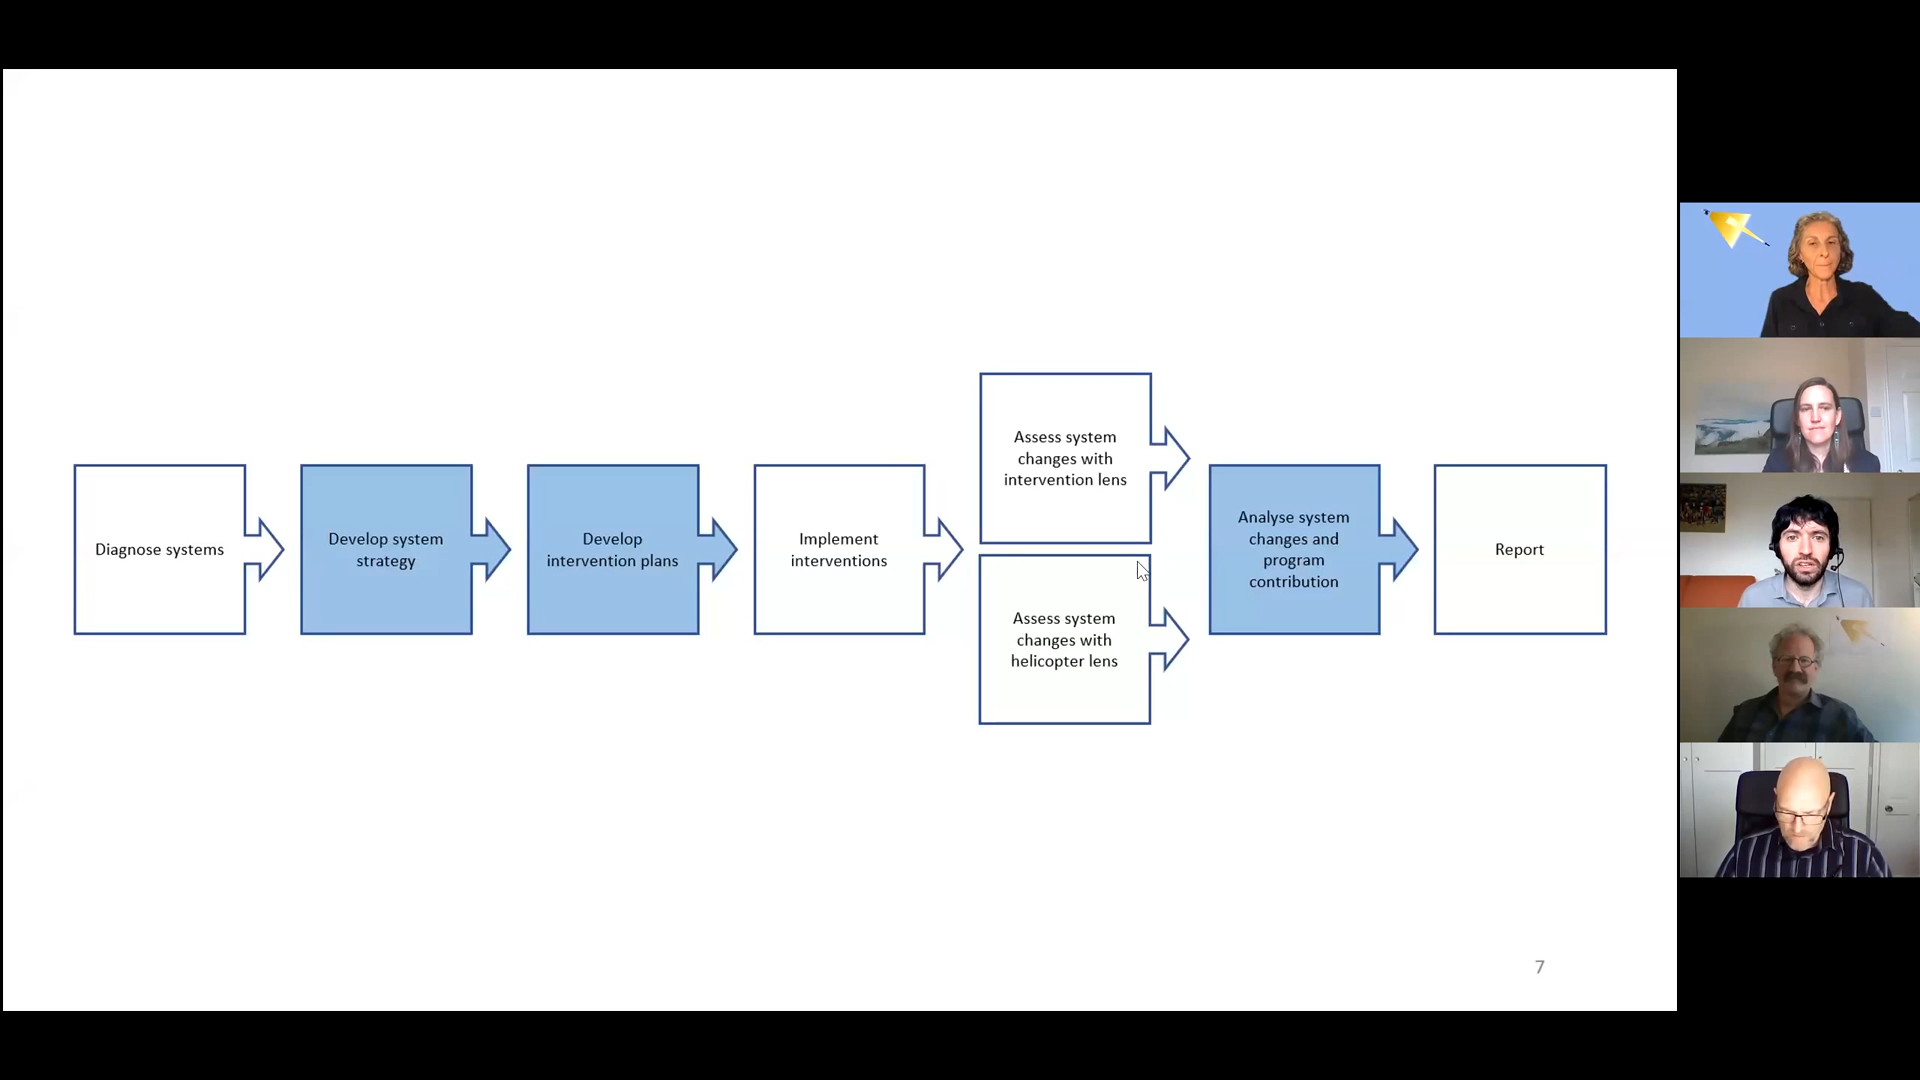 Diagnose systems
Develop system
strategy
Develop
intervention plans
Implement
interventions
Assess system
changes with
intervention lens
Assess system
changes with
helicopter lens
Analyse system
changes and
program
contribution
Report
7